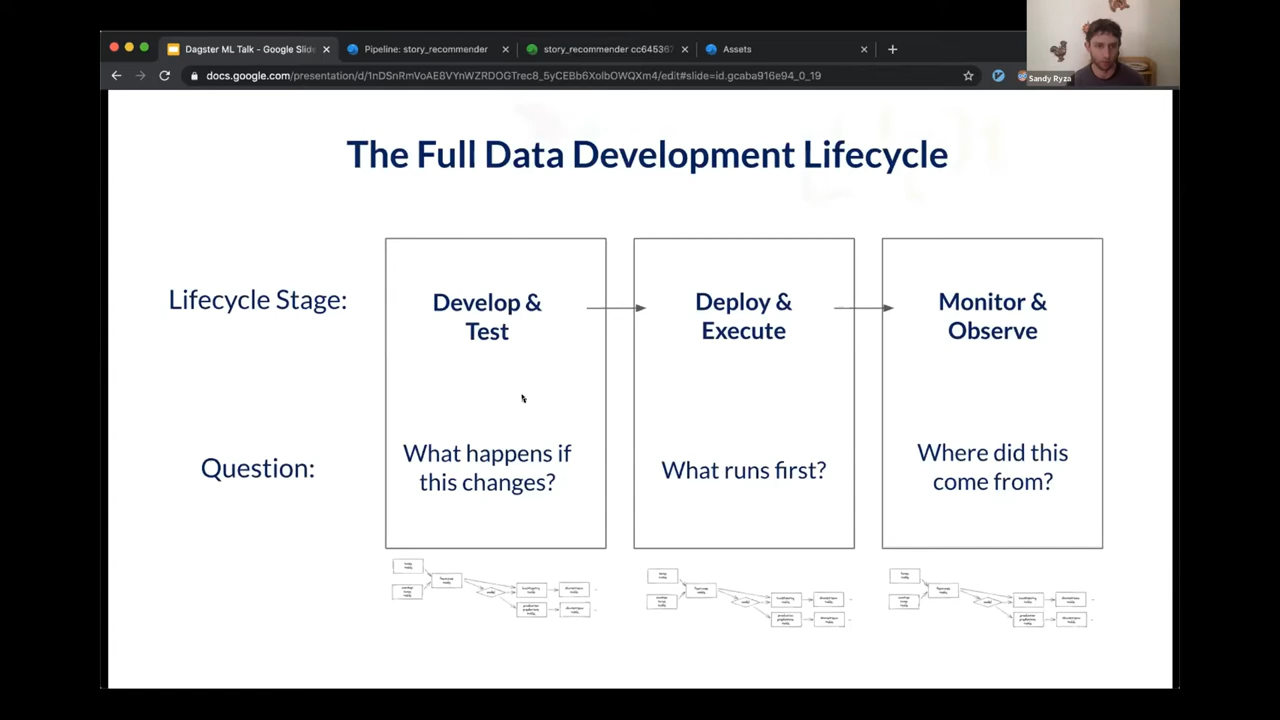 Dagster ML Talk - Google Slide
Pipeline: story_recommender
story_recommender cc64536
Assets
docs.google.com/presentation/d/1nDSnRmVoAE8VYnWZRDOGTrec8_5yCEBb6XolbOWQXm4/edit#slide=id.gcaba916e94_0_19
Sandy Ryza
The Full Data Development Lifecycle
Lifecycle Stage:
Develop &
Test
Deploy &
Execute
Monitor &
Observe
Question:
What happens if
this changes?
What runs first?
Where did this
come from?